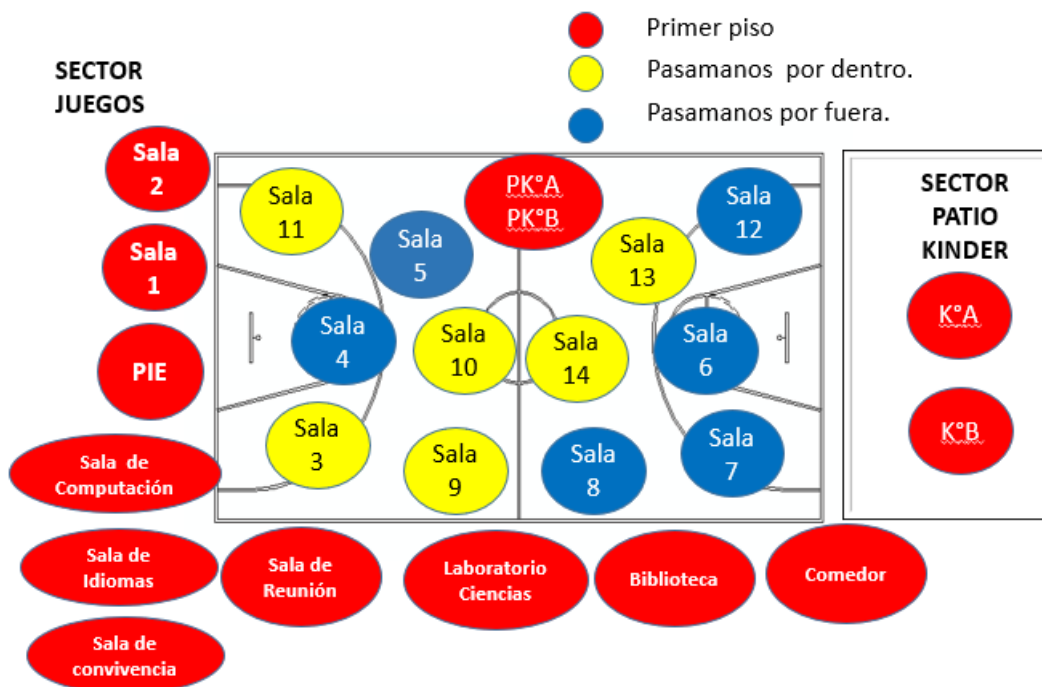 Primer piso
Pasamanos por dentro.
Pasamanos por fuera.
SECTOR
JUEGOS
Sala
2
Sala
1
PIE
Sala de
Computación
Sala de
Idiomas
Sala de
convivencia
Sala
11
Sala
5
PK°A
PK°B
Sala
13
Sala
12
Sala
4
Sala
10
Sala
14
Sala
6
Sala
3
Sala
9
Sala
8
Sala
7
SECTOR
PATIO
KINDER
K°A
K°B
Sala de
Reunión
Laboratorio
Ciencias
Biblioteca
Comedor